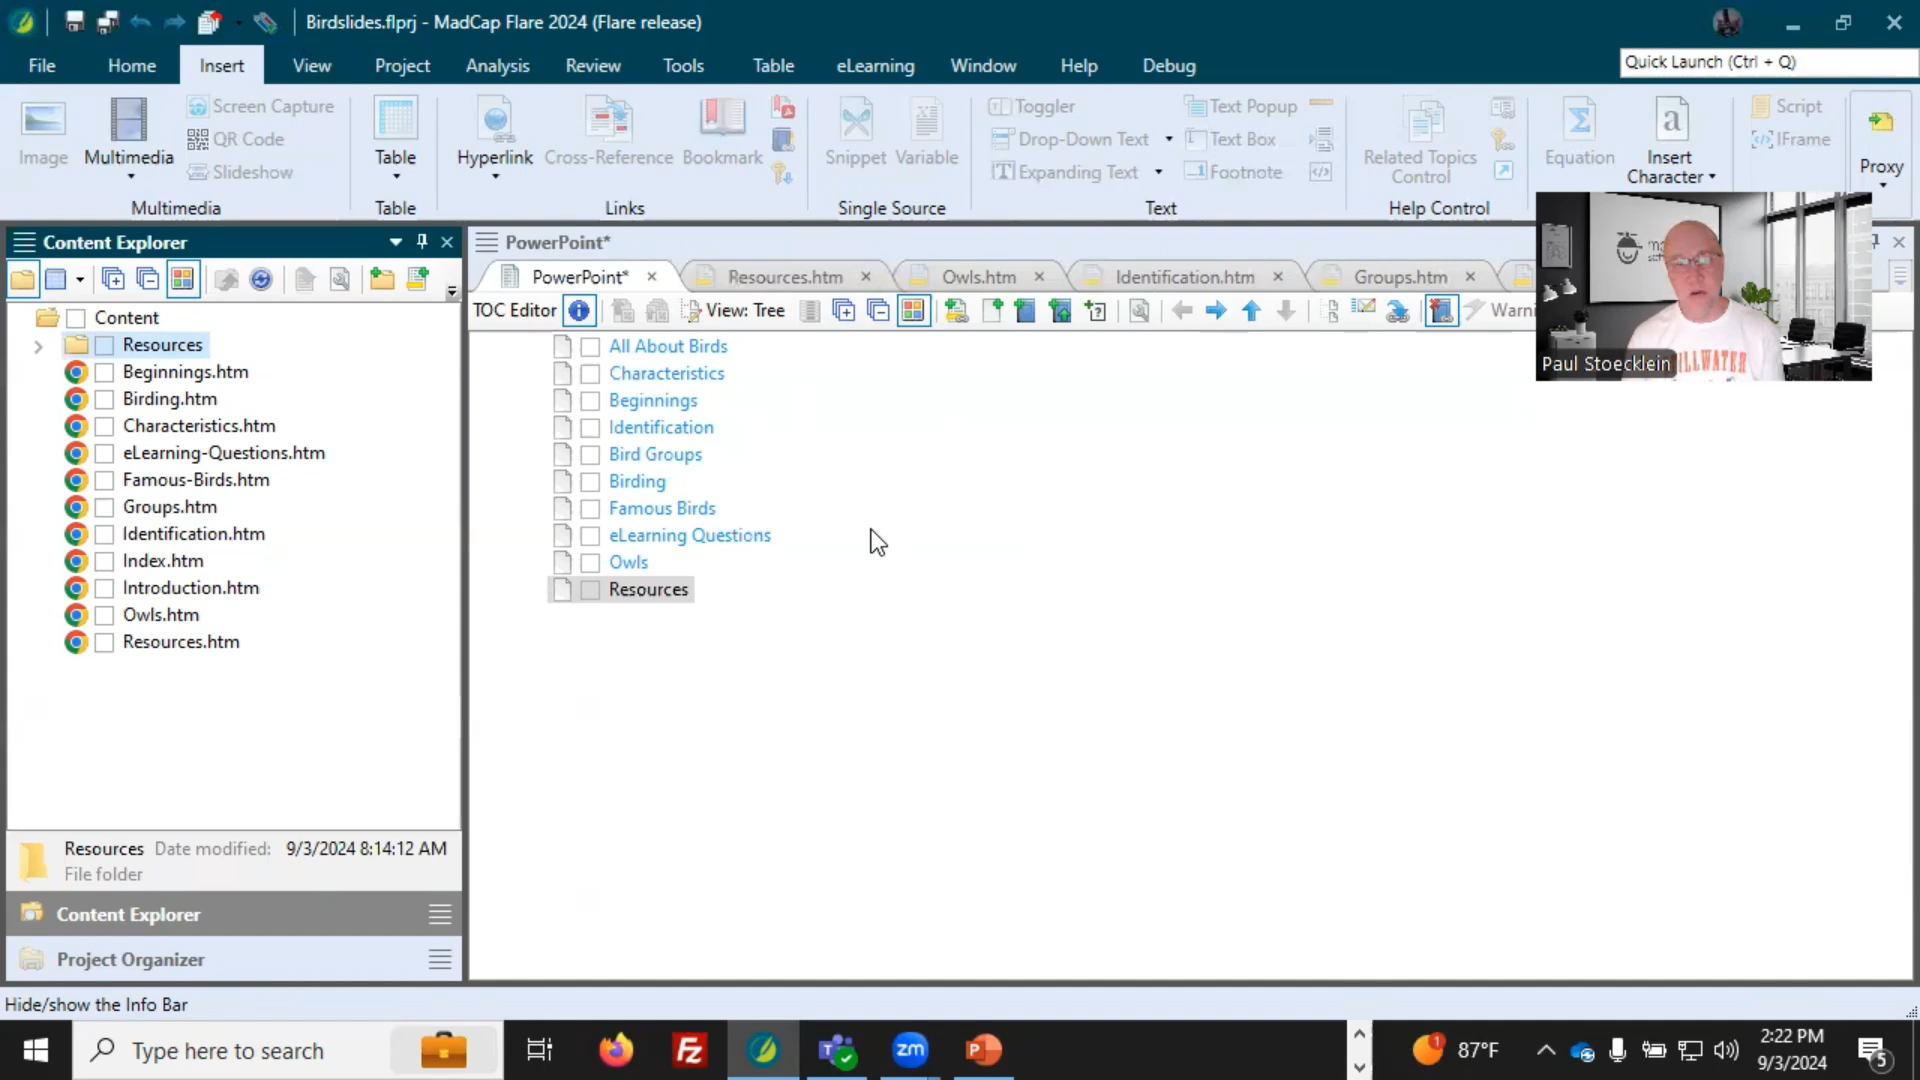 Birdslides.flprj - MadCap Flare 2024 (Flare release)
File Home Insert View Project Analysis Review Tools Table eLearning Window Help Debug
Quick Launch (Ctrl + Q)
Image
Multimedia
Screen Capture
QR Code
Slideshow
Multimedia
Table
Table
Hyperlink
Cross-Reference
Bookmark
Links
Snippet
Variable
Single Source
Toggler
Drop-Down Text
Expanding Text
Text Popup
Text Box
Footnote
Text
Related Topics
Control
Help Control
Equation
Insert
Character
Script
IFrame
Proxy
Content Explorer
Content
Resources
Beginnings.htm
Birding.htm
Characteristics.htm
eLearning-Questions.htm
Famous-Birds.htm
Groups.htm
Identification.htm
Index.htm
Introduction.htm
Owls.htm
Resources.htm
Resources Date modified: 9/3/2024 8:14:12 AM
File folder
Content Explorer
Project Organizer
PowerPoint*
PowerPoint* Resources.htm Owls.htm Identification.htm Groups.htm
TOC Editor View: Tree
All About Birds
Characteristics
Beginnings
Identification
Bird Groups
Birding
Famous Birds
eLearning Questions
Owls
Resources
Paul Stoecklein
Hide/show the Info Bar
Type here to search
zm
87°F
2:22 PM
9/3/2024
5